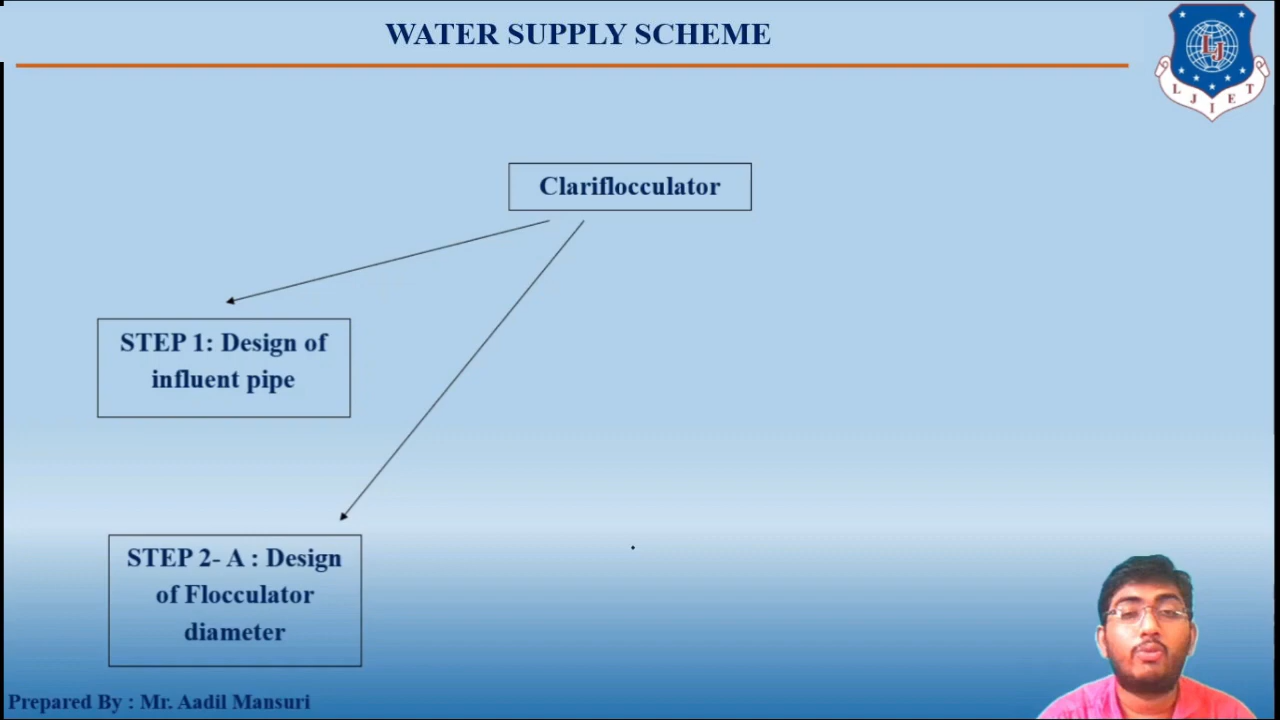 WATER SUPPLY SCHEME
LJ
L J I E T
Clariflocculator
STEP 1: Design of
influent pipe
STEP 2- A : Design
of Flocculator
diameter
Prepared By : Mr. Aadil Mansuri